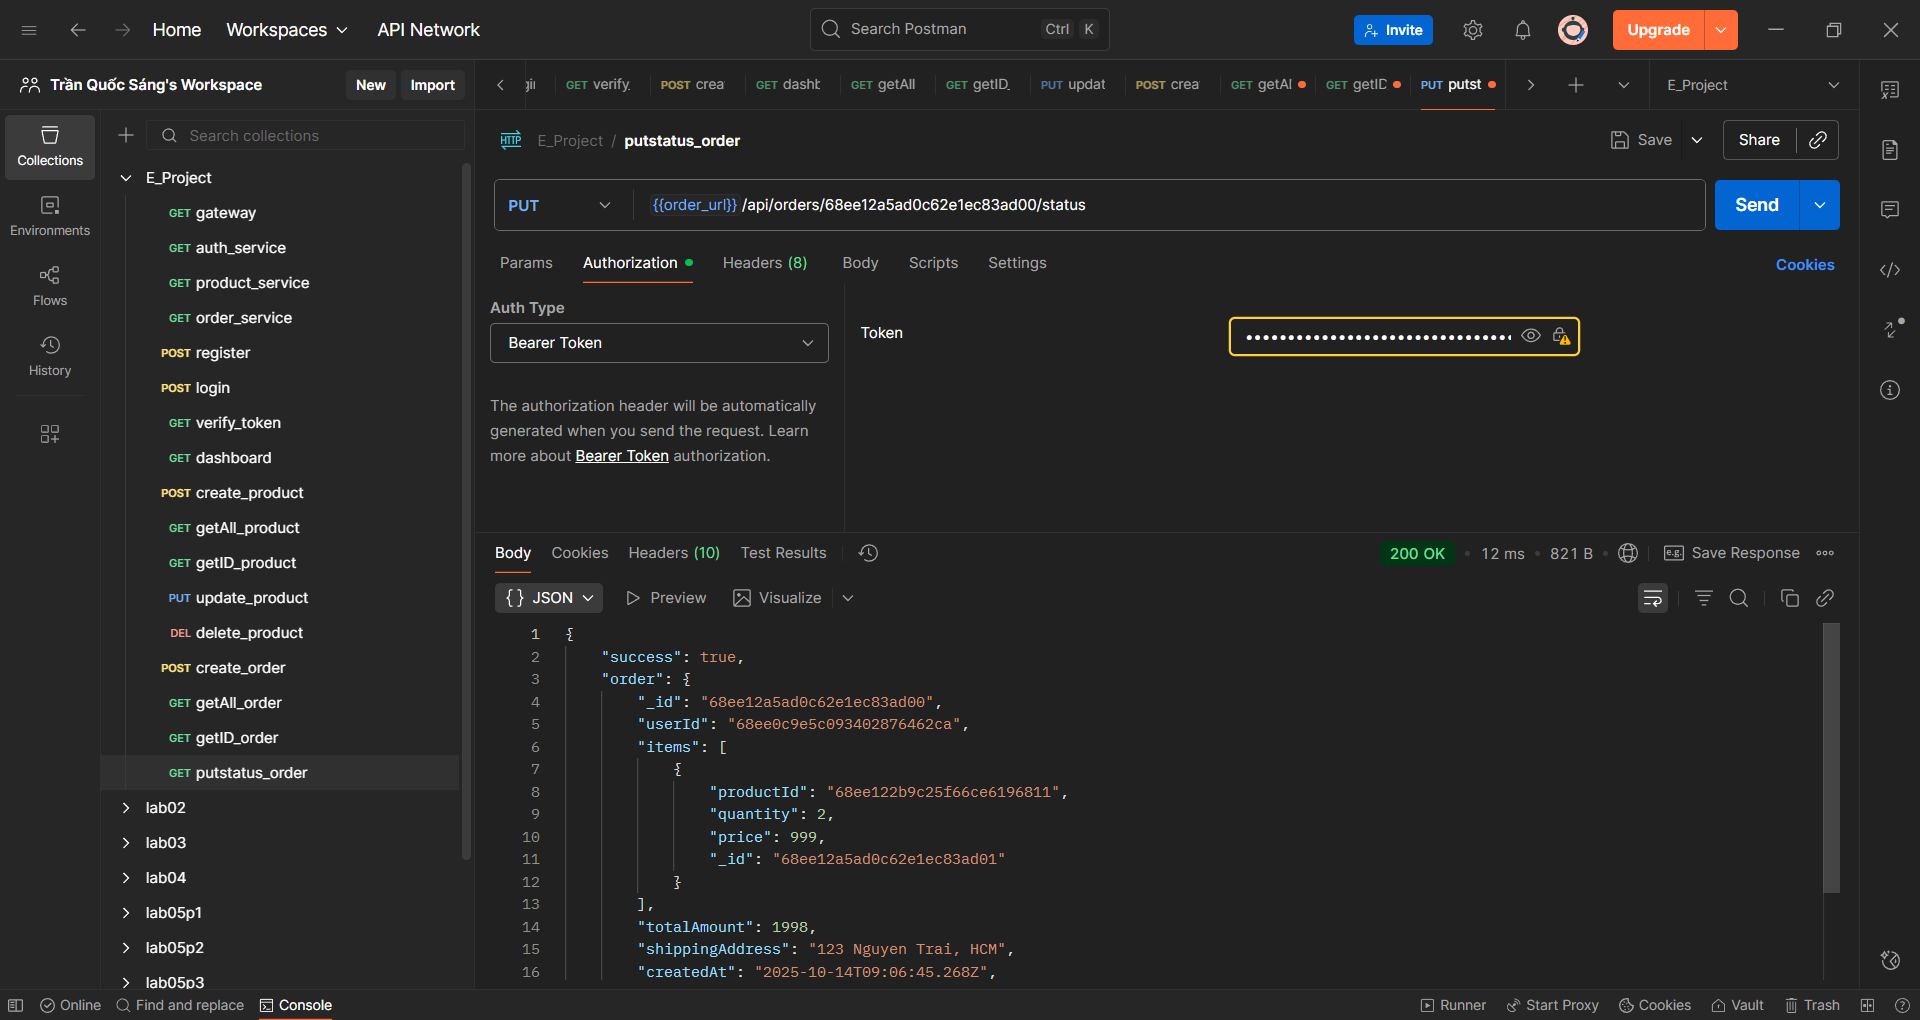 Home Workspaces API Network Search Postman Ctrl K Invite Upgrade
Trần Quốc Sáng's Workspace New Import GET verify. POST crea GET dashb GET getAll GET getID_ PUT updat POST crea GET getAl GET getID PUT putst E_Project
Collections
Environments
Flows
History
Search collections
E_Project
GET gateway
GET auth_service
GET product_service
GET order_service
POST register
POST login
GET verify_token
GET dashboard
POST create_product
GET getAll_product
GET getID_product
PUT update_product
DEL delete_product
POST create_order
GET getAll_order
GET getID_order
GET putstatus_order
lab02
lab03
lab04
lab05p1
lab05p2
lab05p3
HTTP E_Project / putstatus_order Save Share
PUT {{order_url}} /api/orders/68ee12a5ad0c62e1ec83ad00/status Send
Params Authorization Headers (8) Body Scripts Settings Cookies
Auth Type
Bearer Token
Token
The authorization header will be automatically
generated when you send the request. Learn
more about Bearer Token authorization.
Body Cookies Headers (10) Test Results 200 OK • 12 ms • 821 B • e.g. Save Response
{} JSON Preview Visualize
1 {
2 "success": true,
3 "order": {
4 "_id": "68ee12a5ad0c62e1ec83ad00",
5 "userId": "68ee0c9e5c093402876462ca",
6 "items": [
7 {
8 "productId": "68ee122b9c25f66ce6196811",
9 "quantity": 2,
10 "price": 999,
11 "_id": "68ee12a5ad0c62e1ec83ad01"
12 }
13 ],
14 "totalAmount": 1998,
15 "shippingAddress": "123 Nguyen Trai, HCM",
16 "createdAt": "2025-10-14T09:06:45.268Z",
Online Find and replace Console Runner Start Proxy Cookies Vault Trash